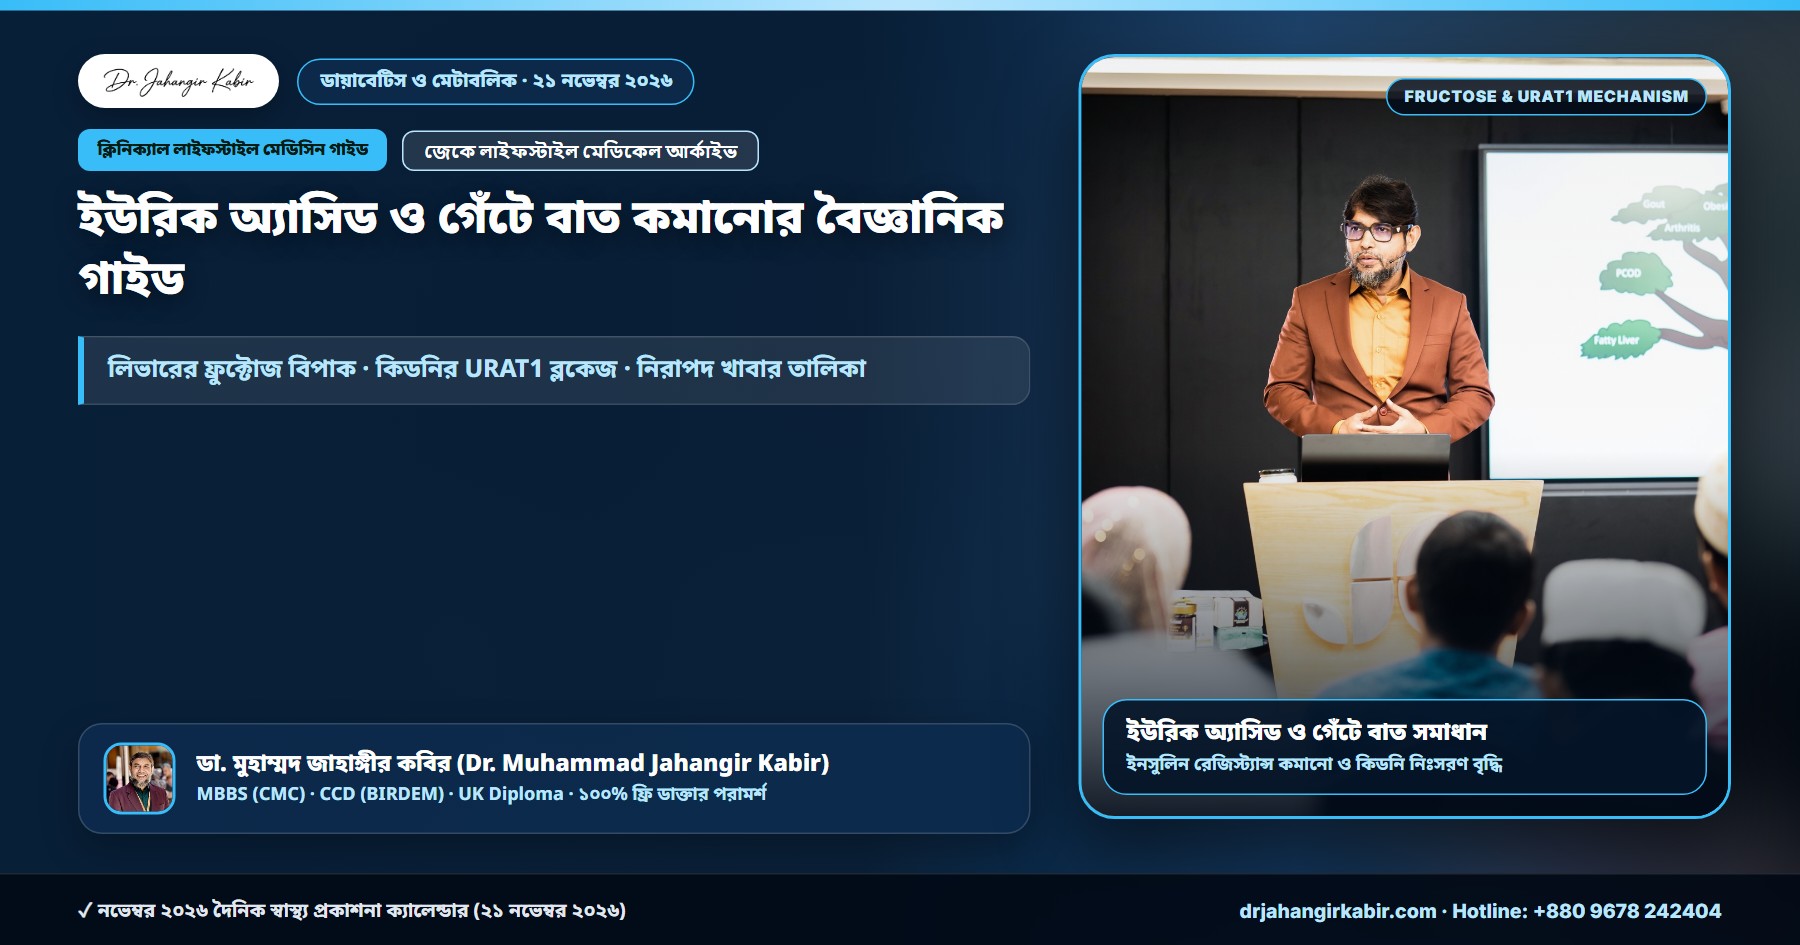 Dr. Jahangir Kabir
ডায়াবেটিস ও মেটাবলিক · ২১ নভেম্বর ২০২৬
ক্লিনিক্যাল লাইফস্টাইল মেডিসিন গাইড
জেকে লাইফস্টাইল মেডিকেল আর্কাইভ
ইউরিক অ্যাসিড ও গেঁটে বাত কমানোর বৈজ্ঞানিক
গাইড
লিভারের ফ্রুক্টোজ বিপাক · কিডনির URAT1 ব্লকেজ · নিরাপদ খাবার তালিকা
ডা. মুহাম্মদ জাহাঙ্গীর কবির (Dr. Muhammad Jahangir Kabir)
MBBS (CMC) · CCD (BIRDEM) · UK Diploma · ১০০% ফ্রি ডাক্তার পরামর্শ
FRUCTOSE & URAT1 MECHANISM
Gout
Arthritis
PCOD
Fatty Liver
ইউরিক অ্যাসিড ও গেঁটে বাত সমাধান
ইনসুলিন রেজিস্ট্যান্স কমানো ও কিডনি নিঃসরণ বৃদ্ধি
✓ নভেম্বর ২০২৬ দৈনিক স্বাস্থ্য প্রকাশনা ক্যালেন্ডার (২১ নভেম্বর ২০২৬)
drjahangirkabir.com · Hotline: +880 9678 242404